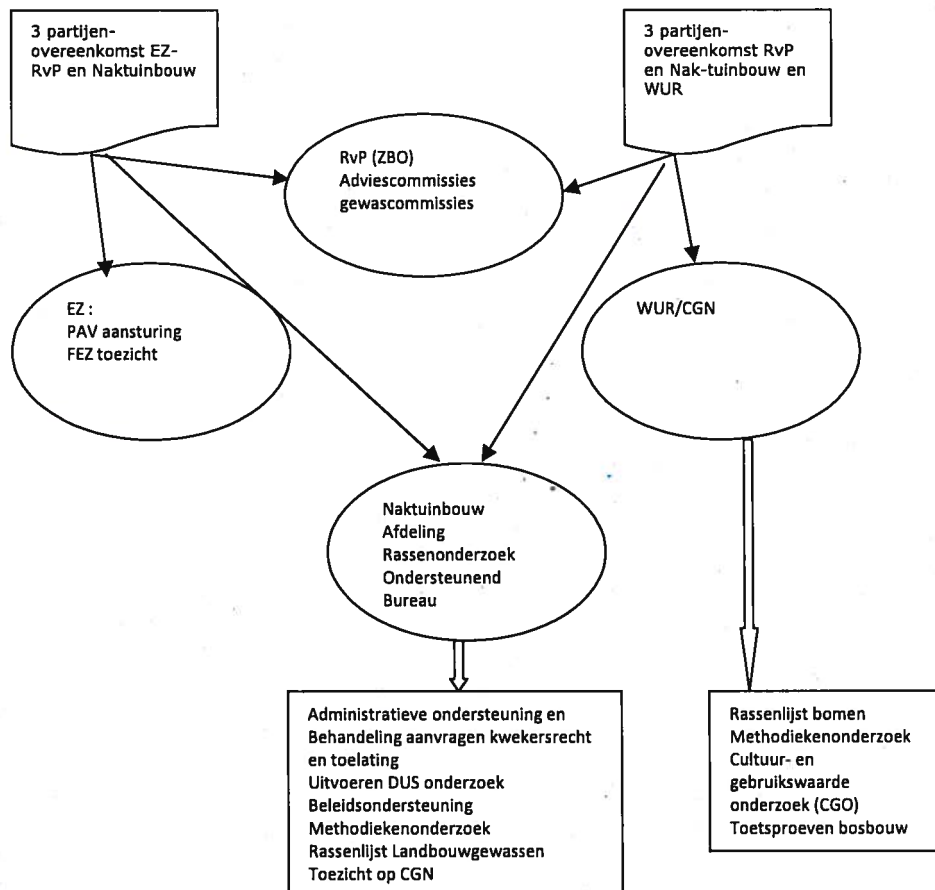 3 partijen-
overeenkomst EZ-
RvP en Naktuinbouw
3 partijen-
overeenkomst RvP
en Nak-tuinbouw en
WUR
RvP (ZBO)
Adviescommissies
gewascommissies
EZ :
PAV aansturing
FEZ toezicht
WUR/CGN
Naktuinbouw
Afdeling
Rassenonderzoek
Ondersteunend
Bureau
Administratieve ondersteuning en
Behandeling aanvragen kwekersrecht
en toelating
Uitvoeren DUS onderzoek
Beleidsondersteuning
Methodiekenonderzoek
Rassenlijst Landbouwgewassen
Toezicht op CGN
Rassenlijst bomen
Methodiekenonderzoek
Cultuur- en
gebruikswaarde
onderzoek (CGO)
Toetsproeven bosbouw